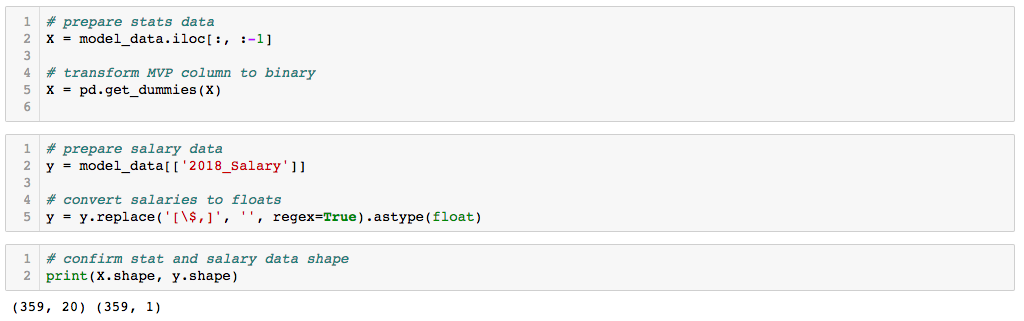 1 # prepare stats data
2 X = model_data.iloc[:, :-1]
3
4 # transform MVP column to binary
5 X = pd.get_dummies(X)
6
1 # prepare salary data
2 y = model_data[['2018_Salary']]
3
4 # convert salaries to floats
5 y = y.replace('[\$,]', '', regex=True).astype(float)
1 # confirm stat and salary data shape
2 print(X.shape, y.shape)
(359, 20) (359, 1)